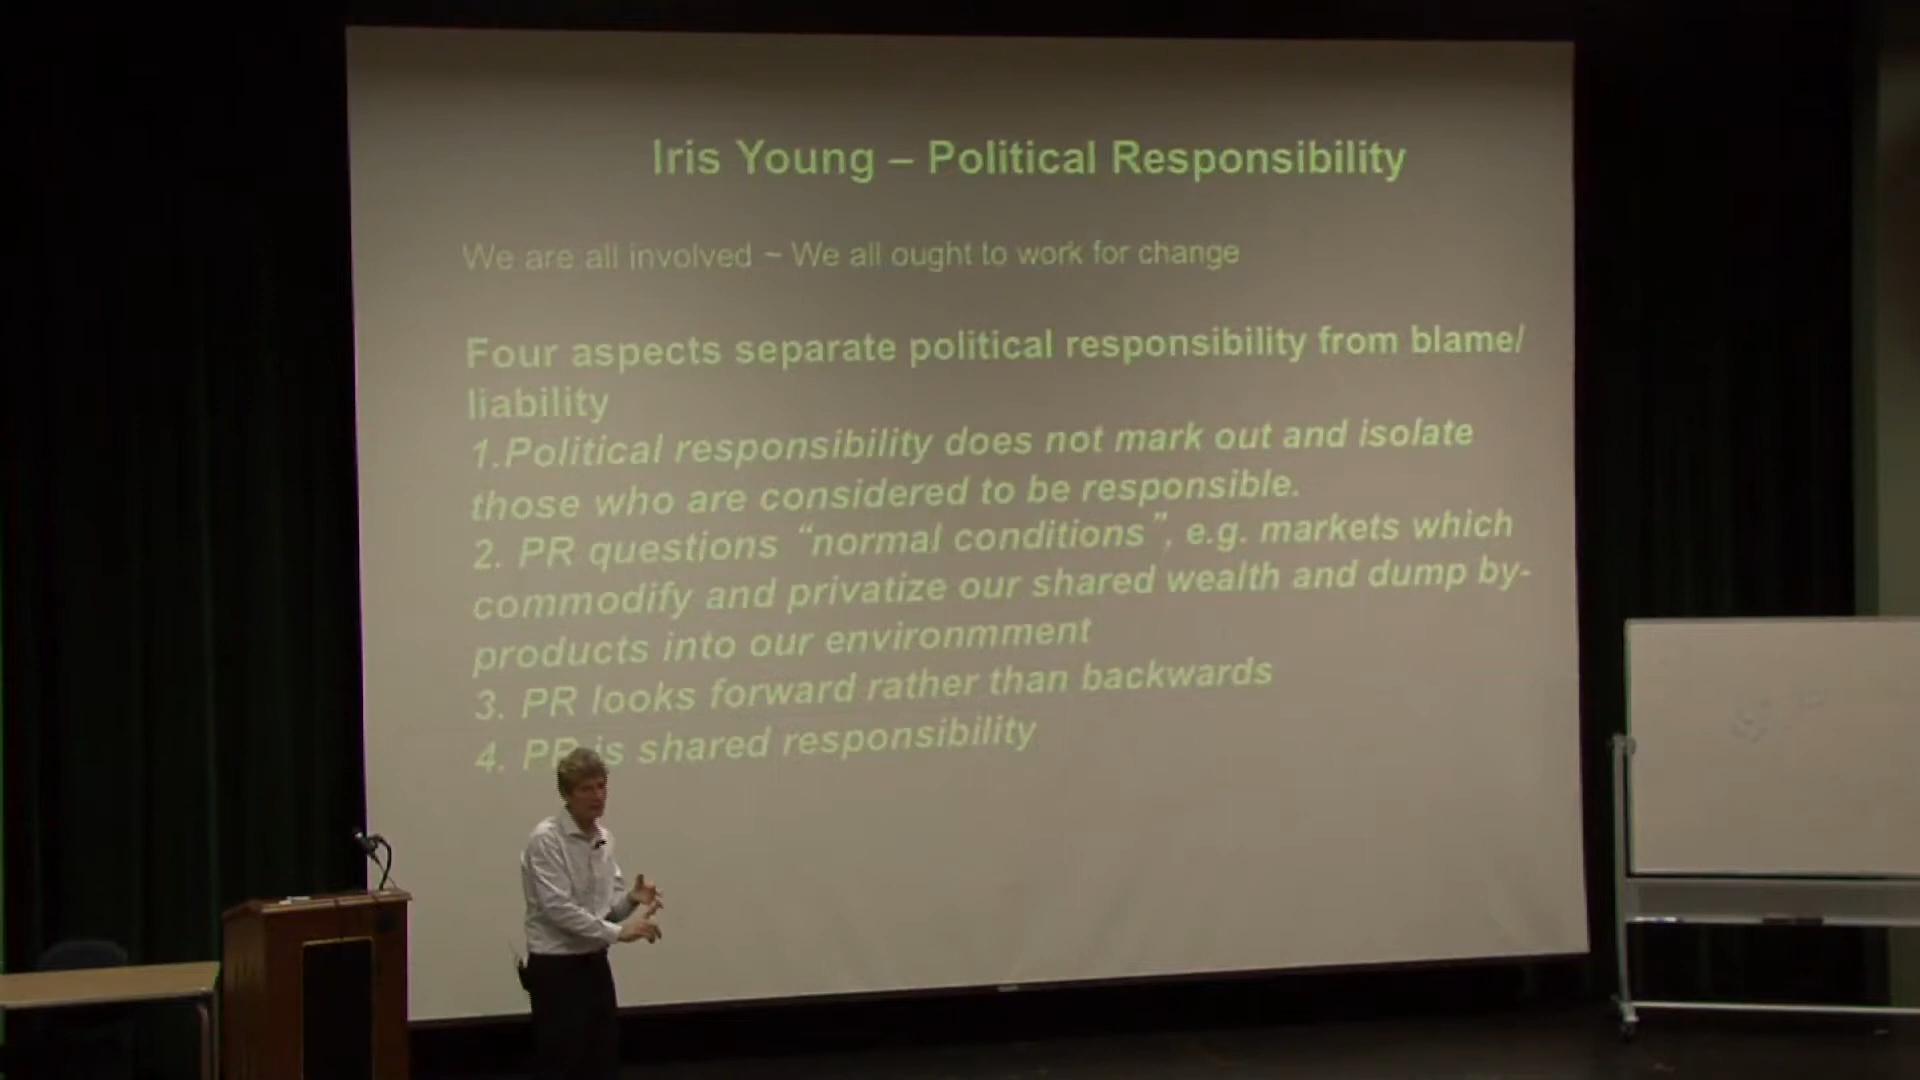 Iris Young – Political Responsibility
We are all involved – We all ought to work for change
Four aspects separate political responsibility from blame/
liability
1.Political responsibility does not mark out and isolate
those who are considered to be responsible.
2. PR questions “normal conditions”, e.g. markets which
commodify and privatize our shared wealth and dump by-
products into our environmment
3. PR looks forward rather than backwards
4. PR is shared responsibility